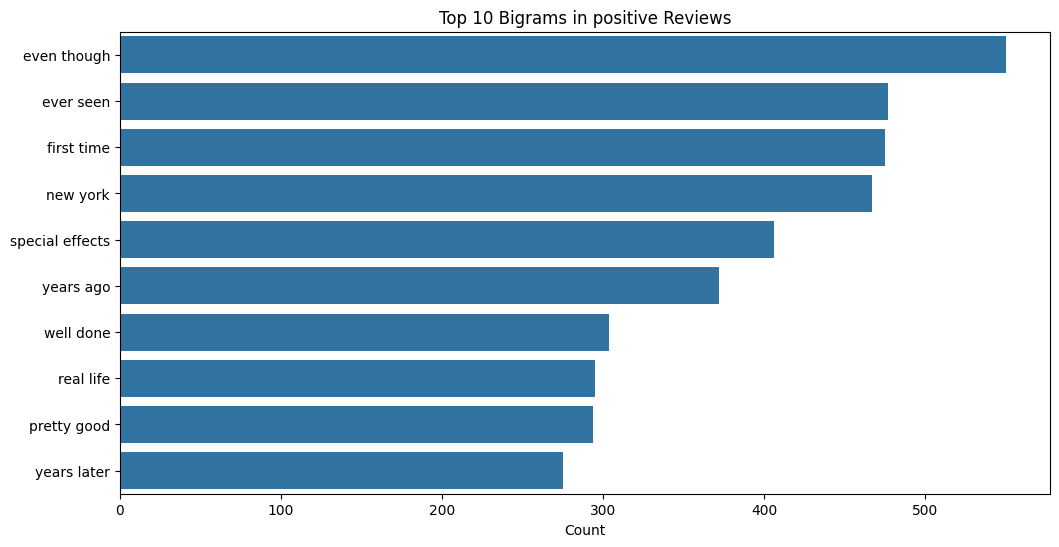 Top 10 Bigrams in positive Reviews
even though
ever seen
first time
new york
special effects
years ago
well done
real life
pretty good
years later
0 100 200 300 400 500
Count